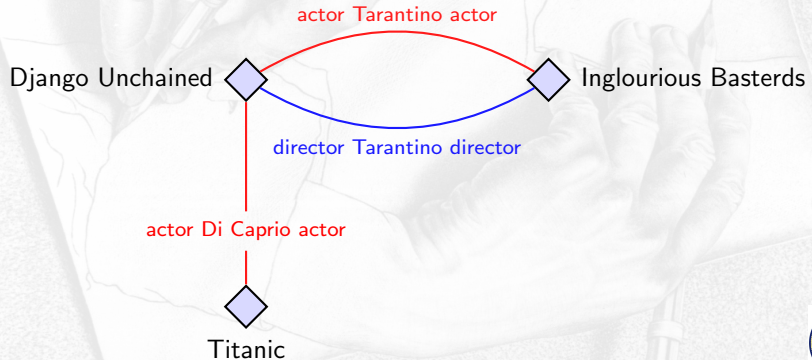 actor Tarantino actor
Django Unchained
Inglourious Basterds
director Tarantino director
actor Di Caprio actor
Titanic